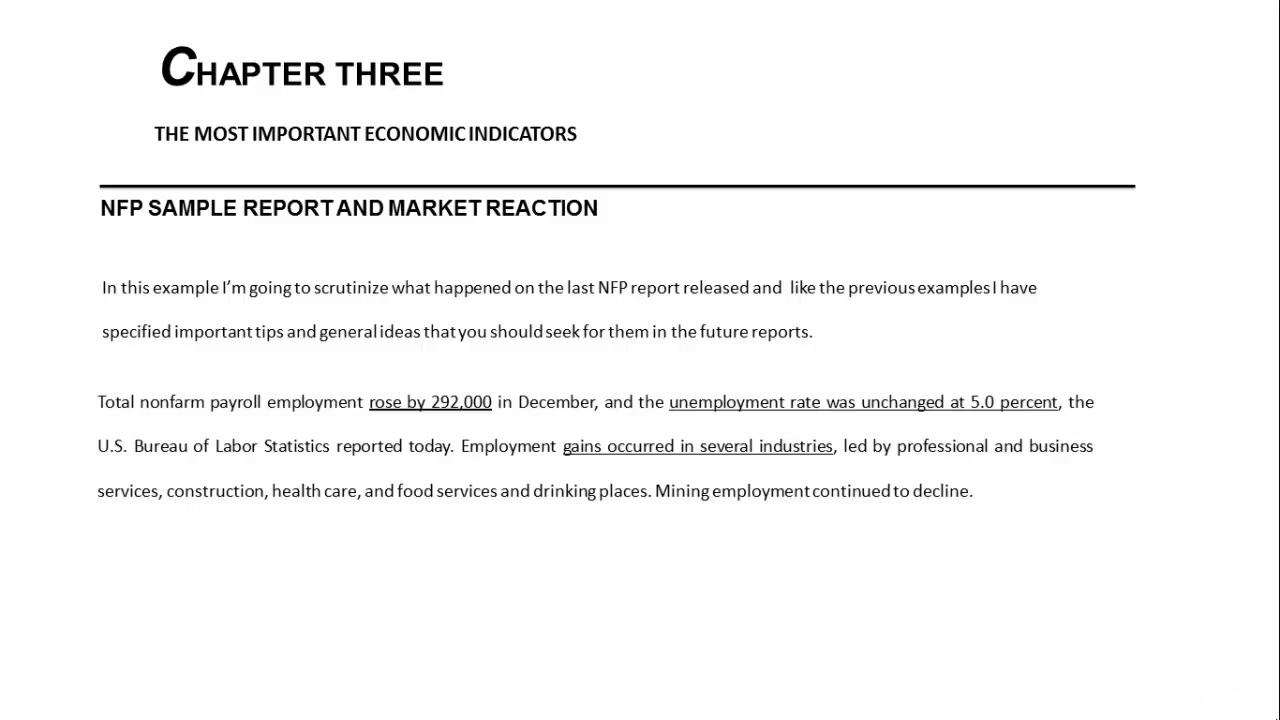 CHAPTER THREE
THE MOST IMPORTANT ECONOMIC INDICATORS
NFP SAMPLE REPORT AND MARKET REACTION
In this example I’m going to scrutinize what happened on the last NFP report released and like the previous examples I have
specified important tips and general ideas that you should seek for them in the future reports.
Total nonfarm payroll employment rose by 292,000 in December, and the unemployment rate was unchanged at 5.0 percent, the
U.S. Bureau of Labor Statistics reported today. Employment gains occurred in several industries, led by professional and business
services, construction, health care, and food services and drinking places. Mining employment continued to decline.